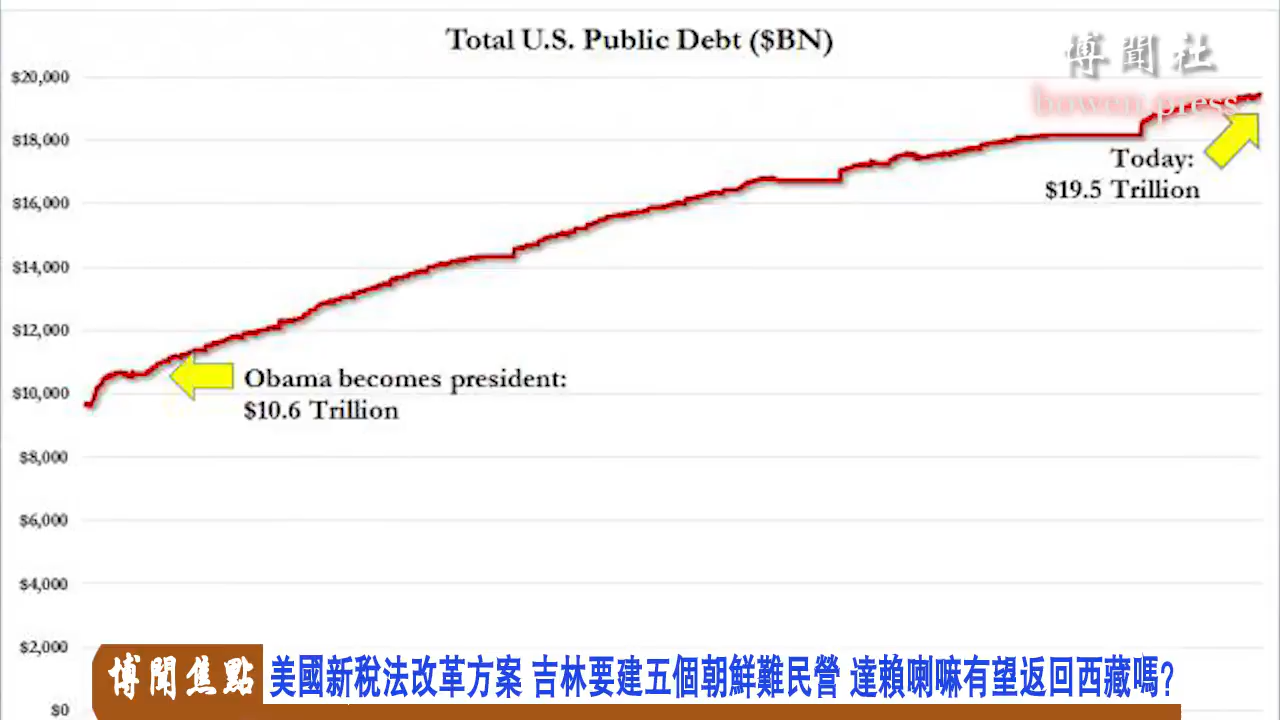 Total U.S. Public Debt ($BN)
博聞社
bowen press
$20,000
$18,000
Today:
$19.5 Trillion
$16,000
$14,000
$12,000
Obama becomes president:
$10.6 Trillion
$10,000
$8,000
$6,000
$4,000
$2,000
$0
博聞焦點
美國新稅法改革方案 吉林要建五個朝鮮難民營 達賴喇嘛有望返回西藏嗎?